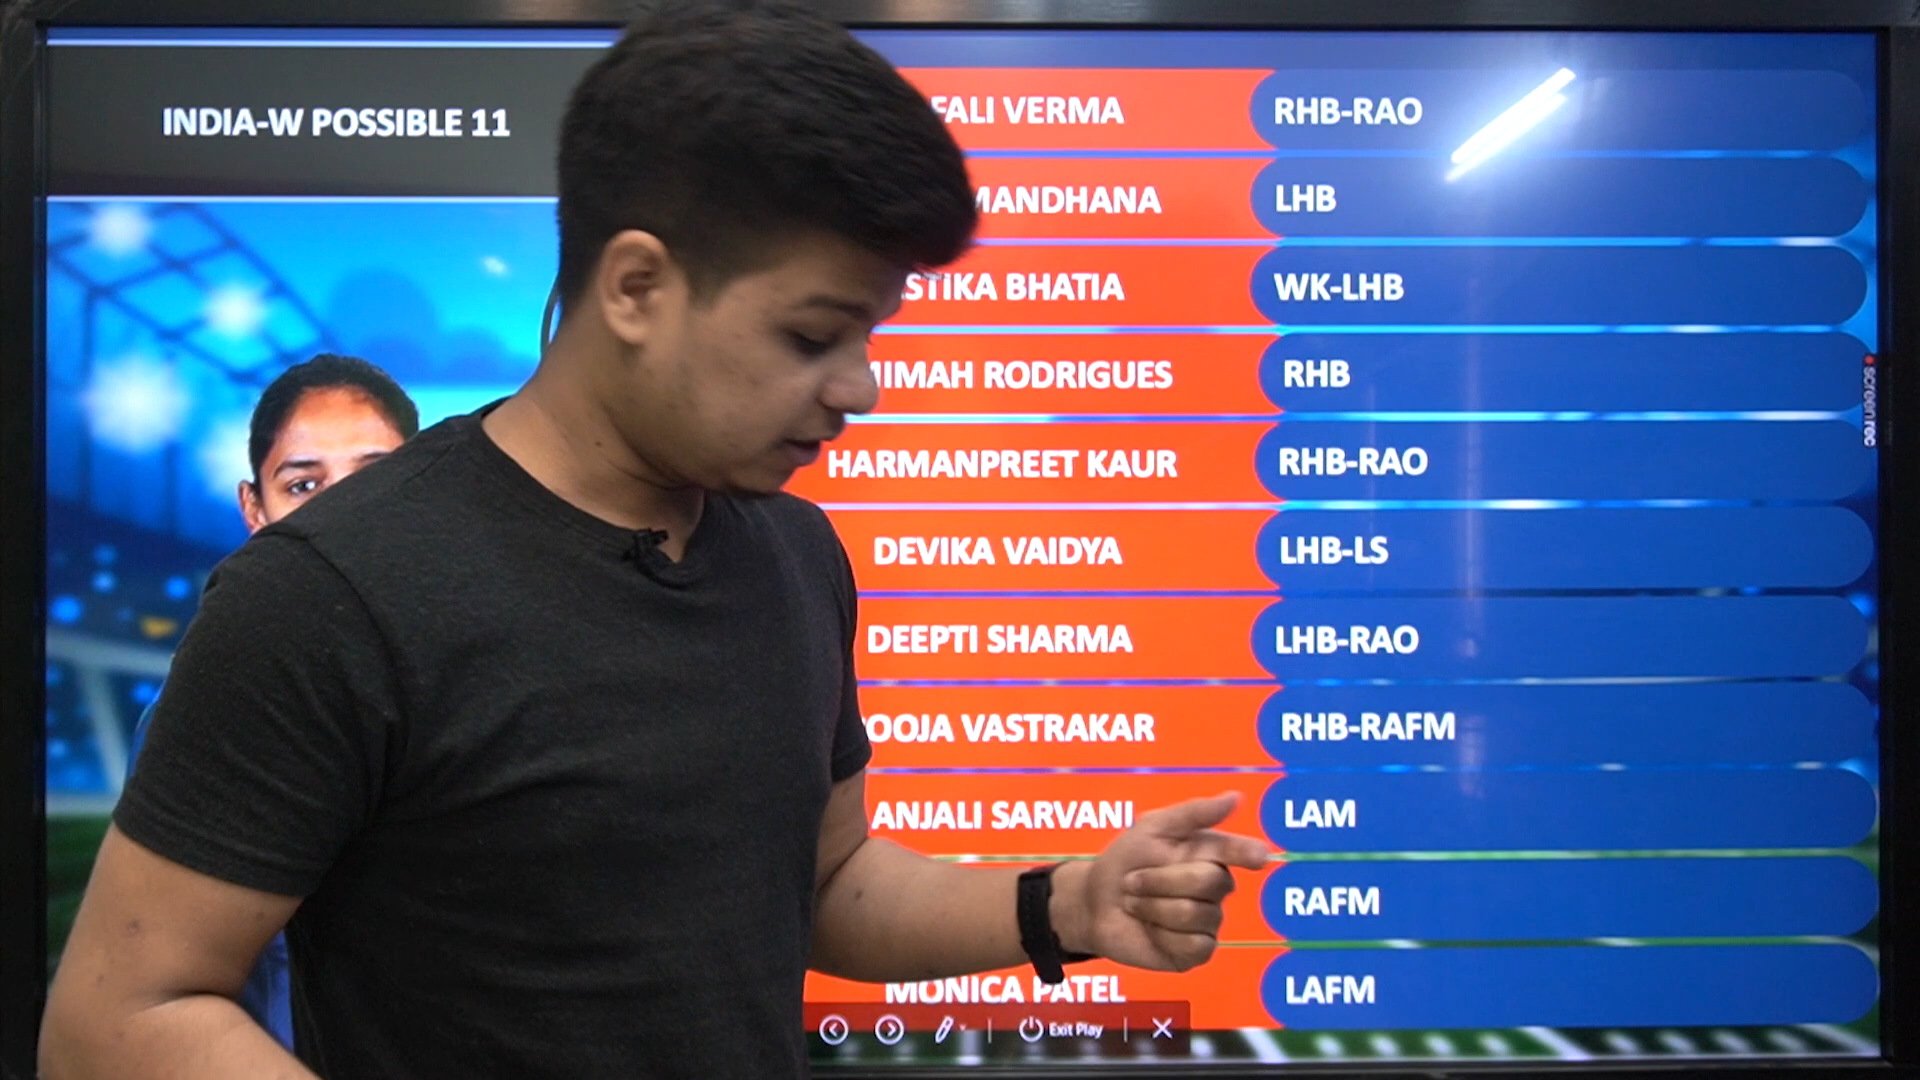 INDIA-W POSSIBLE 11
FALI VERMA RHB-RAO
MANDHANA LHB
STIKA BHATIA WK-LHB
MIMAH RODRIGUES RHB
HARMANPREET KAUR RHB-RAO
DEVIKA VAIDYA LHB-LS
DEEPTI SHARMA LHB-RAO
OOJA VASTRAKAR RHB-RAFM
ANJALI SARVANI LAM
RAFM
MONICA PATEL LAFM
Exit Play
screenrec